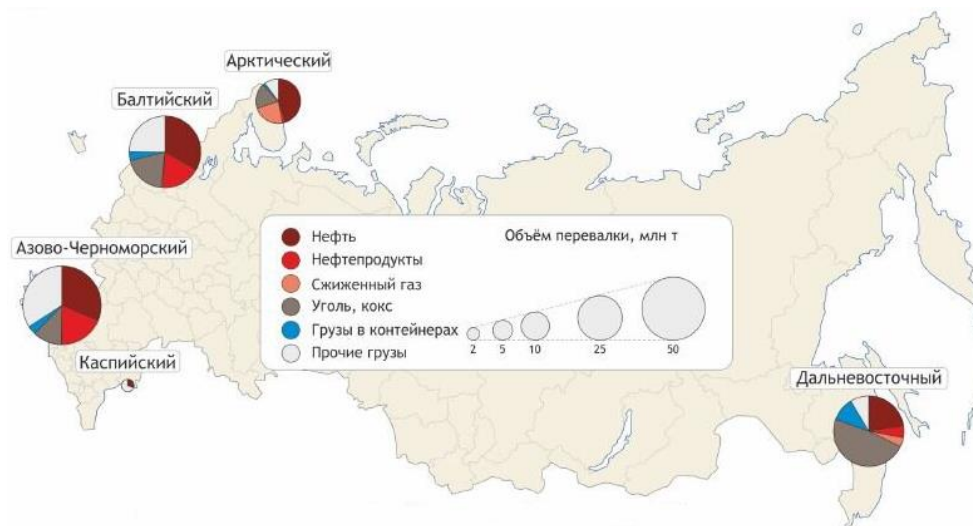 Арктический
Балтийский
Азово-Черноморский
Каспийский
Дальневосточный
Нефть
Нефтепродукты
Сжиженный газ
Уголь, кокс
Грузы в контейнерах
Прочие грузы
Объём перевалки, млн т
2 5 10 25 50